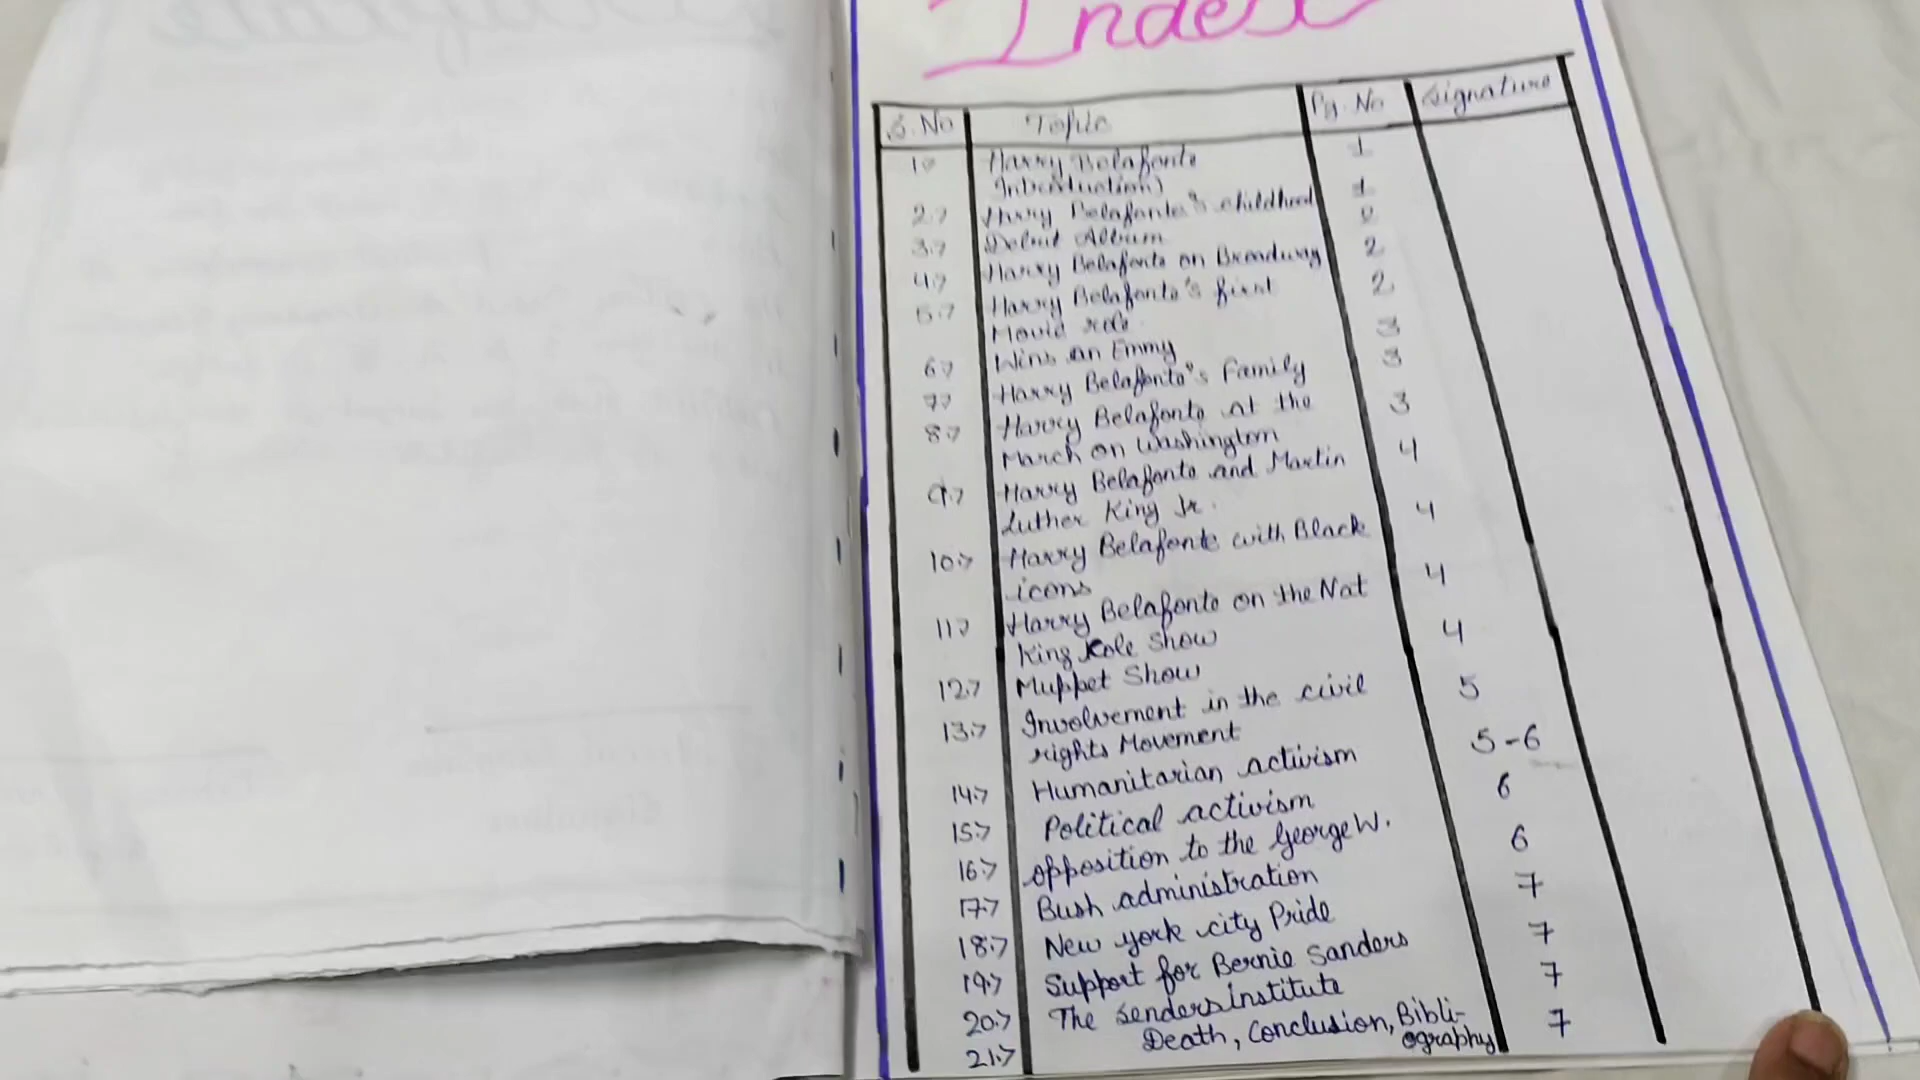 Index
S.No Topic Pg. No Signature
1.> Harry Belafonte 1
Introduction)
2.> Harry Belafonte's childhood 1
3.> Debut Album 2
4.> Harry Belafonte on Broadway 2
5.> Harry Belafonte's first 2
Movie role
6.> Wins an Emmy 3
7.> Harry Belafonte's Family 3
8.> Harry Belafonte at the 3
March on Washington
9.> Harry Belafonte and Martin 4
Luther King Jr.
10.> Harry Belafonte with Black 4
icons
11.> Harry Belafonte on the Nat 4
King Cole Show
12.> Muppet Show 4
13.> Involvement in the civil 5
rights Movement
14.> Humanitarian activism 5-6
15.> Political activism 6
16.> opposition to the George W. 6
17.> Bush administration
18.> New york city Pride 7
19.> Support for Bernie Sanders 7
20.> The Senders institute 7
21.> Death, Conclusion, Bibli- 7
ography